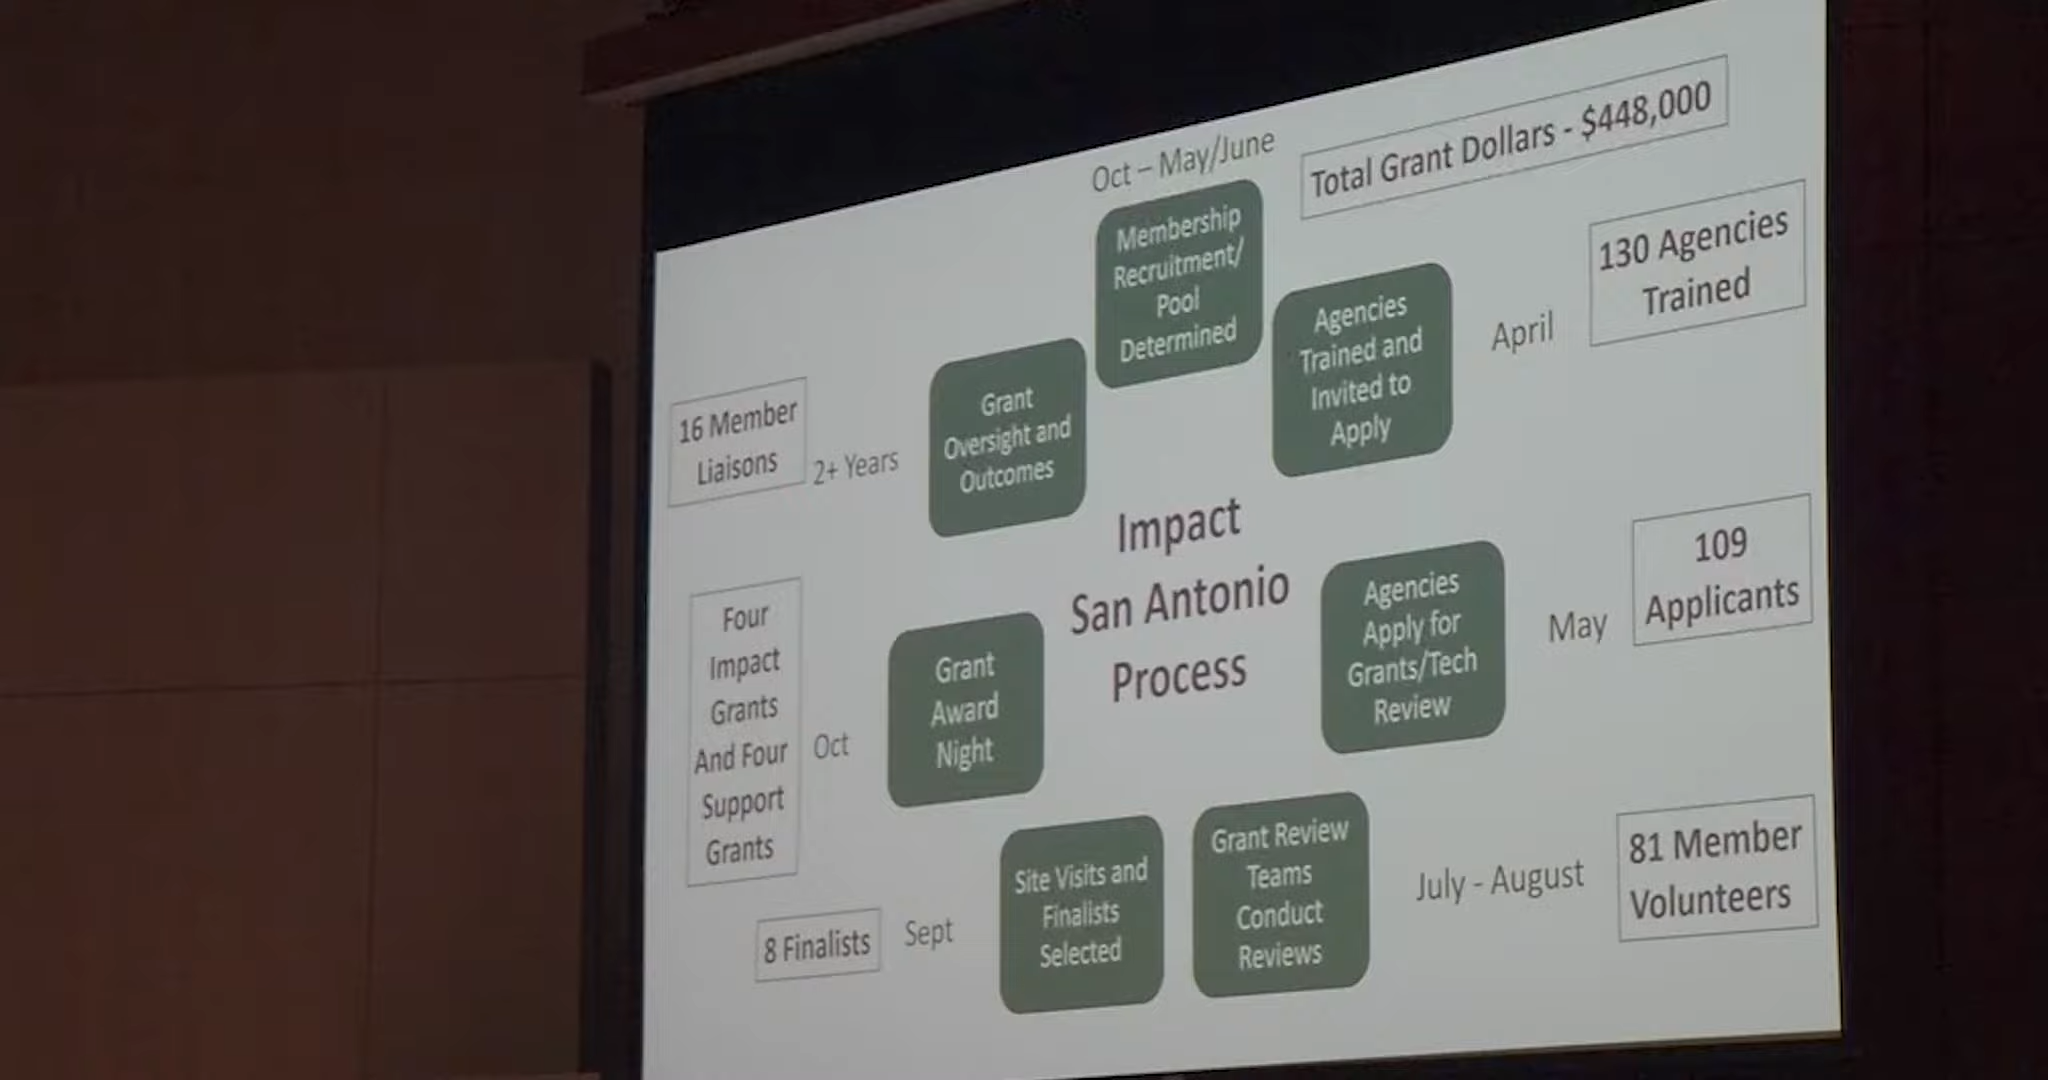 Oct – May/June
Total Grant Dollars - $448,000
Membership
Recruitment/
Pool
Determined
130 Agencies
Trained
April
Agencies
Trained and
Invited to
Apply
16 Member
Liaisons
2+ Years
Grant
Oversight and
Outcomes
Impact
San Antonio
Process
109
Applicants
May
Agencies
Apply for
Grants/Tech
Review
Four
Impact
Grants
And Four
Support
Grants
Oct
Grant
Award
Night
81 Member
Volunteers
July - August
Grant Review
Teams
Conduct
Reviews
Site Visits and
Finalists
Selected
Sept
8 Finalists